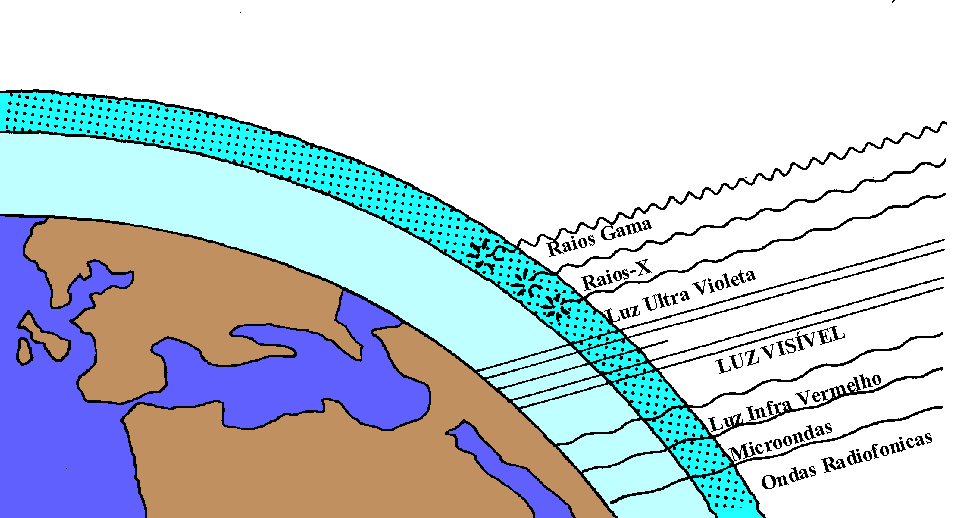 Raios Gama
Raios-X
Luz Ultra Violeta
LUZ VISÍVEL
Luz Infra Vermelho
Microondas
Ondas Radiofonicas